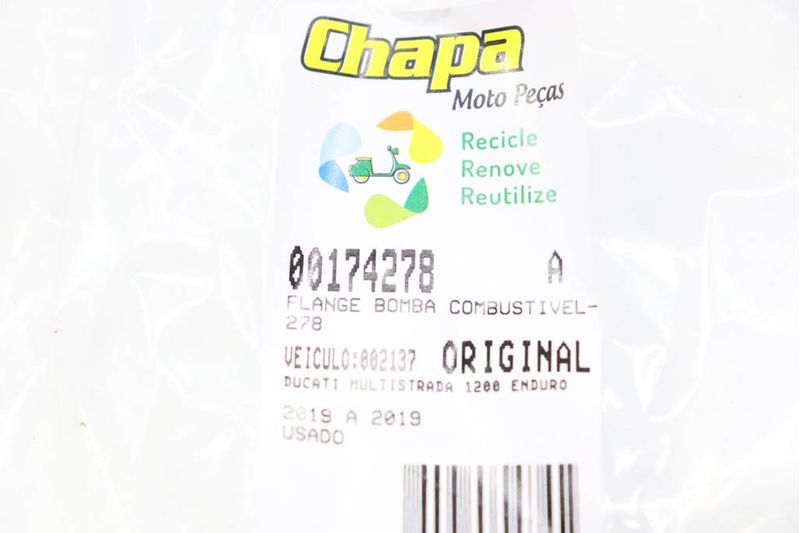 Chapa
Moto Peças
Recicle
Renove
Reutilize
00174278 A
FLANGE BOMBA COMBUSTIVEL-
278
VEICULO:002137 ORIGINAL
DUCATI MULTISTRADA 1200 ENDURO
2019 A 2019
USADO